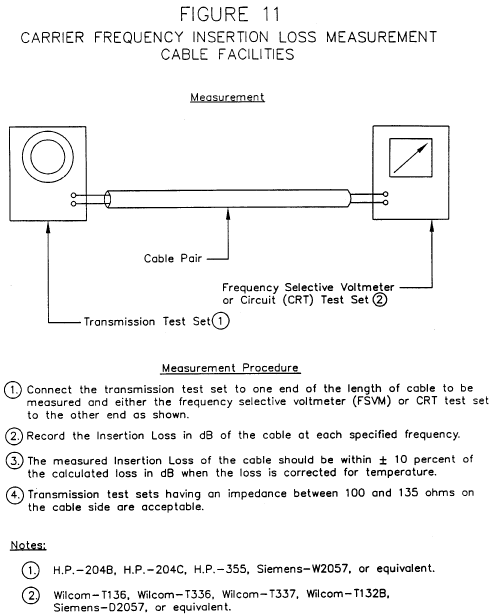 FIGURE 11
CARRIER FREQUENCY INSERTION LOSS MEASUREMENT
CABLE FACILITIES
Measurement
Cable Pair
Frequency Selective Voltmeter
or Circuit (CRT) Test Set 2
Transmission Test Set 1
Measurement Procedure
1. Connect the transmission test set to one end of the length of cable to be
measured and either the frequency selective voltmeter (FSVM) or CRT test set
to the other end as shown.
2. Record the Insertion Loss in dB of the cable at each specified frequency.
3. The measured Insertion Loss of the cable should be within ± 10 percent of
the calculated loss in dB when the loss is corrected for temperature.
4. Transmission test sets having an impedance between 100 and 135 ohms on
the cable side are acceptable.
Notes:
1. H.P.-204B, H.P.-204C, H.P.-355, Siemens-W2057, or equivalent.
2. Wilcom-T136, Wilcom-T336, Wilcom-T337, Wilcom-T132B,
Siemens-D2057, or equivalent.